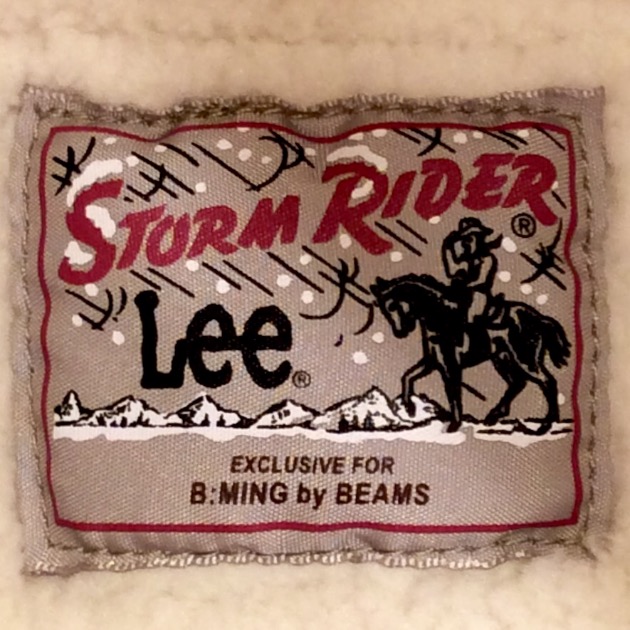 STORM RIDER ®
Lee ®
EXCLUSIVE FOR
B:MING by BEAMS